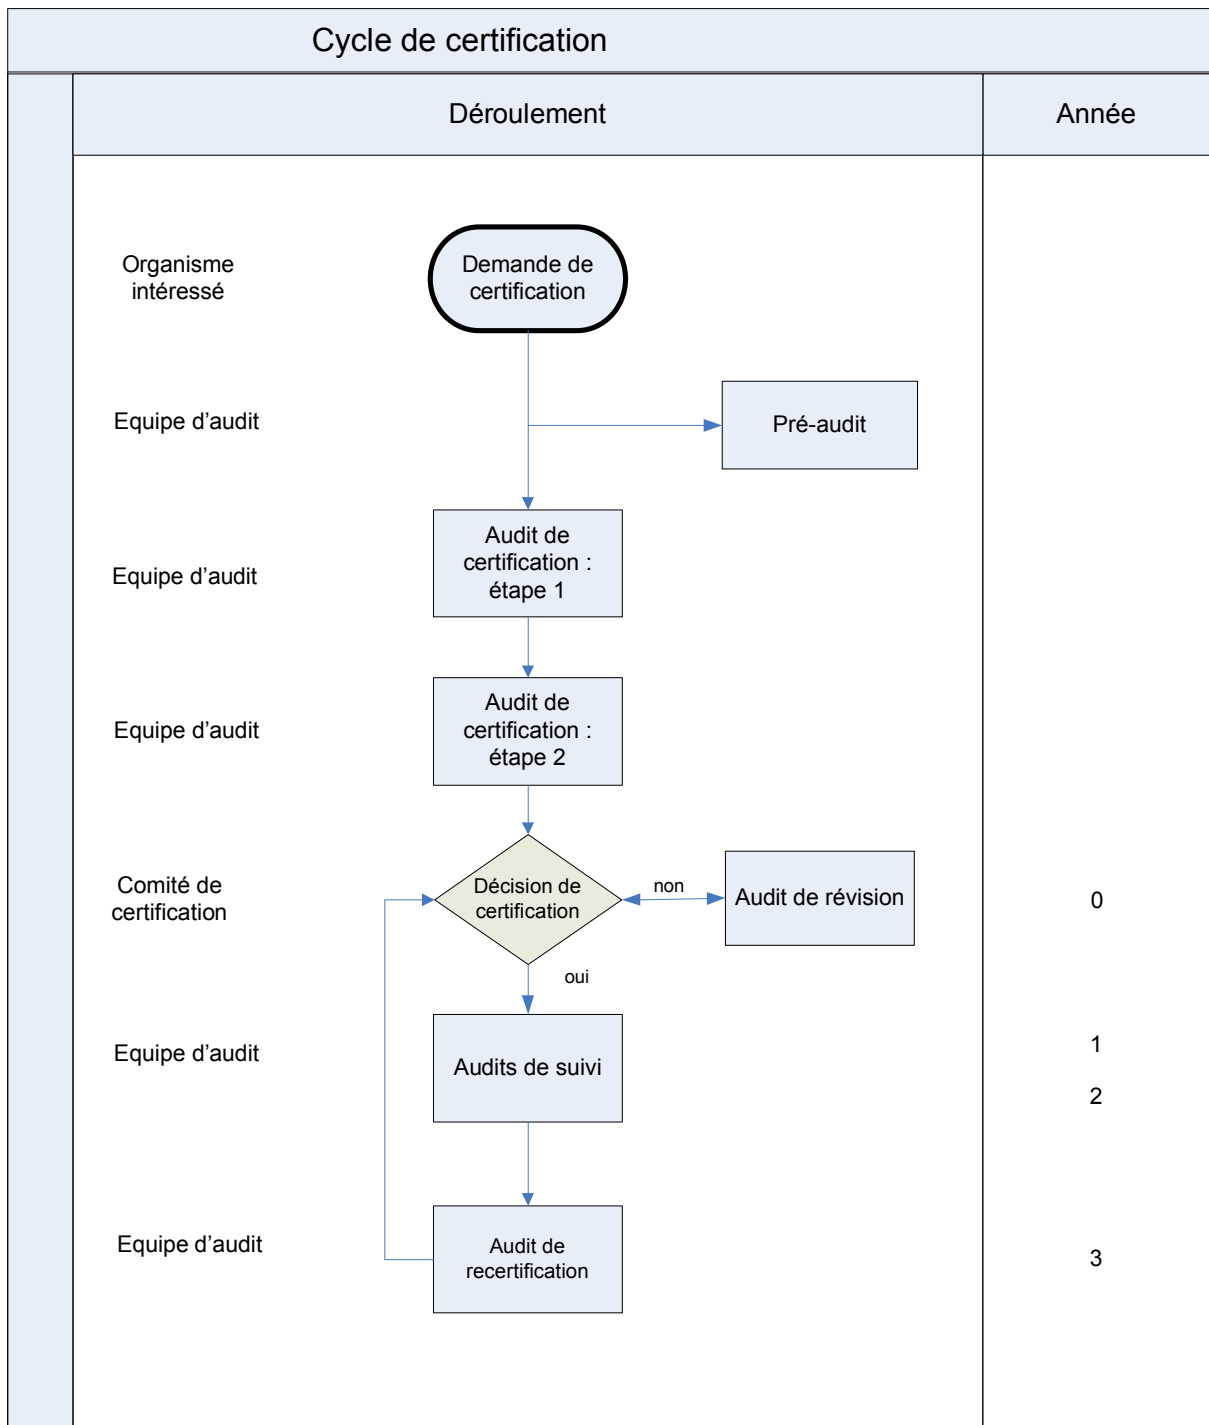 Cycle de certification
Déroulement
Année
Organisme
intéressé
Demande de
certification
Equipe d'audit
Pré-audit
Equipe d'audit
Audit de
certification :
étape 1
Equipe d'audit
Audit de
certification :
étape 2
Comité de
certification
Décision de
certification
non
Audit de révision
0
oui
Equipe d'audit
Audits de suivi
1
2
Equipe d'audit
Audit de
recertification
3